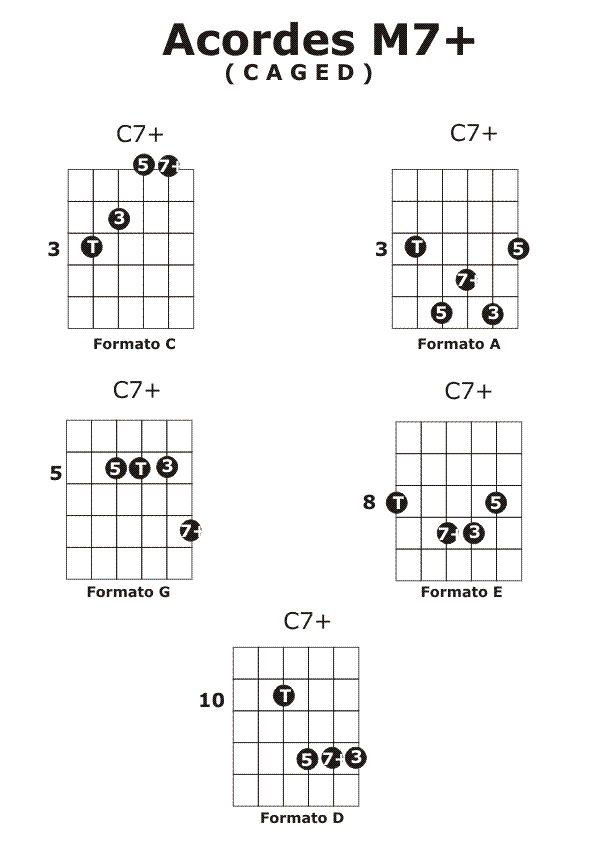 Acordes M7+
( C A G E D )
C7+
5 7+
3
3 T
Formato C
C7+
3 T 5
7+
5 3
Formato A
C7+
5 5 T 3
7+
Formato G
C7+
8 T 5
7+ 3
Formato E
C7+
10 T
5 7+ 3
Formato D